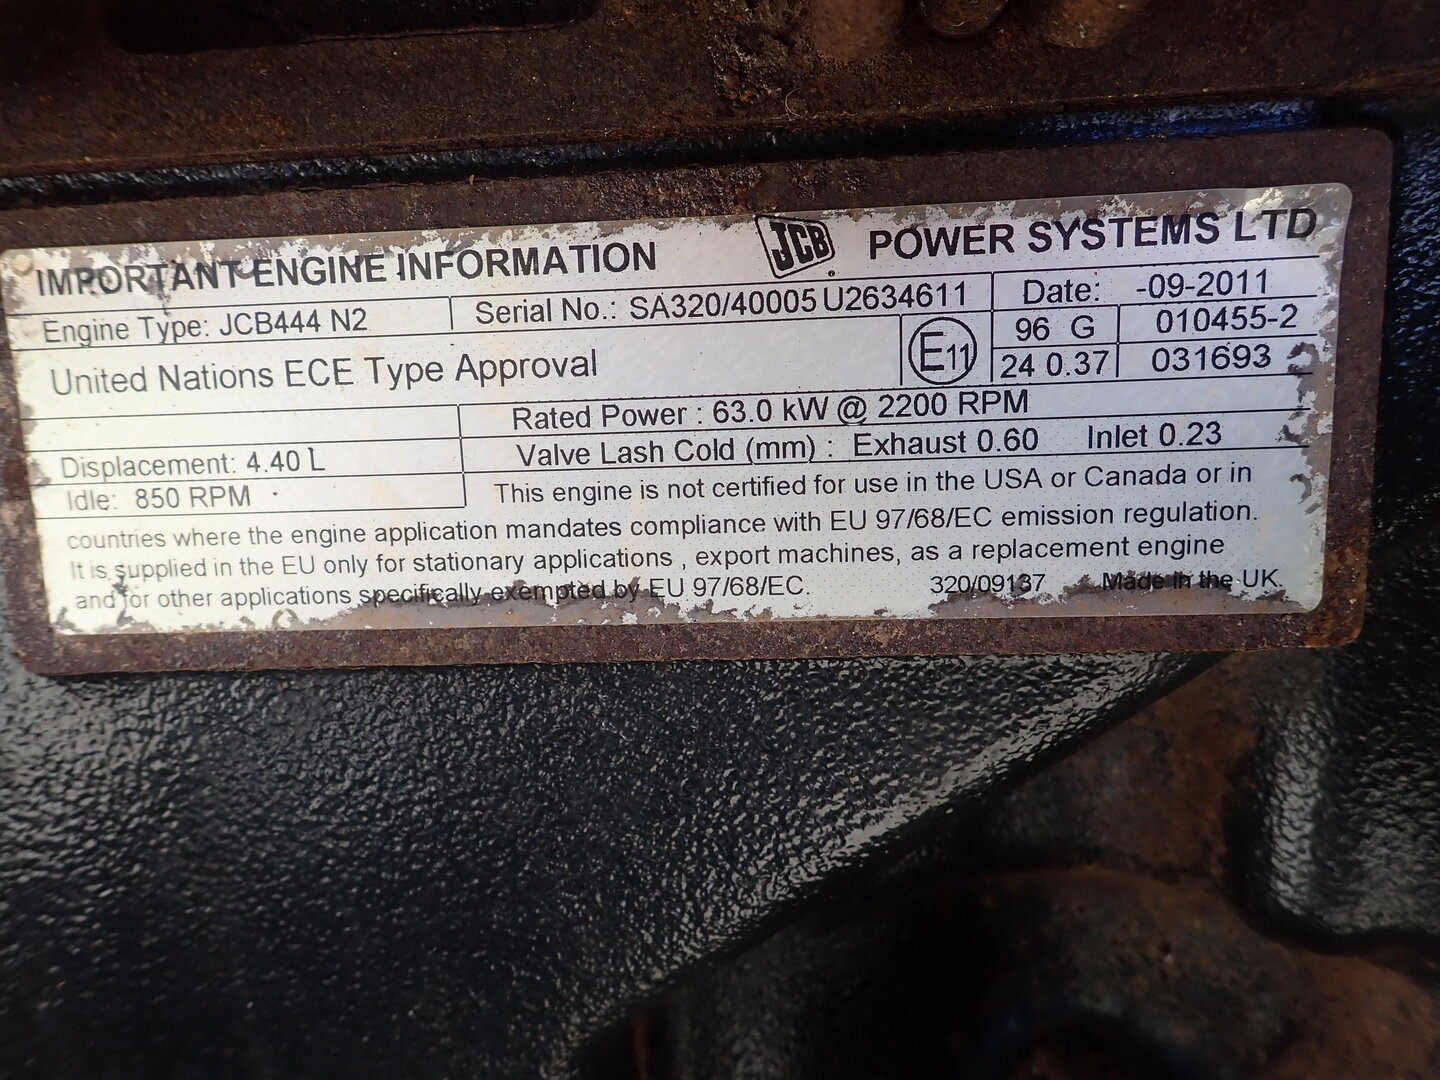 IMPORTANT ENGINE INFORMATION JCB POWER SYSTEMS LTD
Engine Type: JCB444 N2 Serial No.: SA320/40005 U2634611 Date: -09-2011
United Nations ECE Type Approval E11 96 G 010455-2
24 0.37 031693
Rated Power : 63.0 kW @ 2200 RPM
Displacement: 4.40 L Valve Lash Cold (mm) : Exhaust 0.60 Inlet 0.23
Idle: 850 RPM This engine is not certified for use in the USA or Canada or in
countries where the engine application mandates compliance with EU 97/68/EC emission regulation.
It is supplied in the EU only for stationary applications , export machines, as a replacement engine
and for other applications specifically exempted by EU 97/68/EC. 320/09137 Made in the UK.